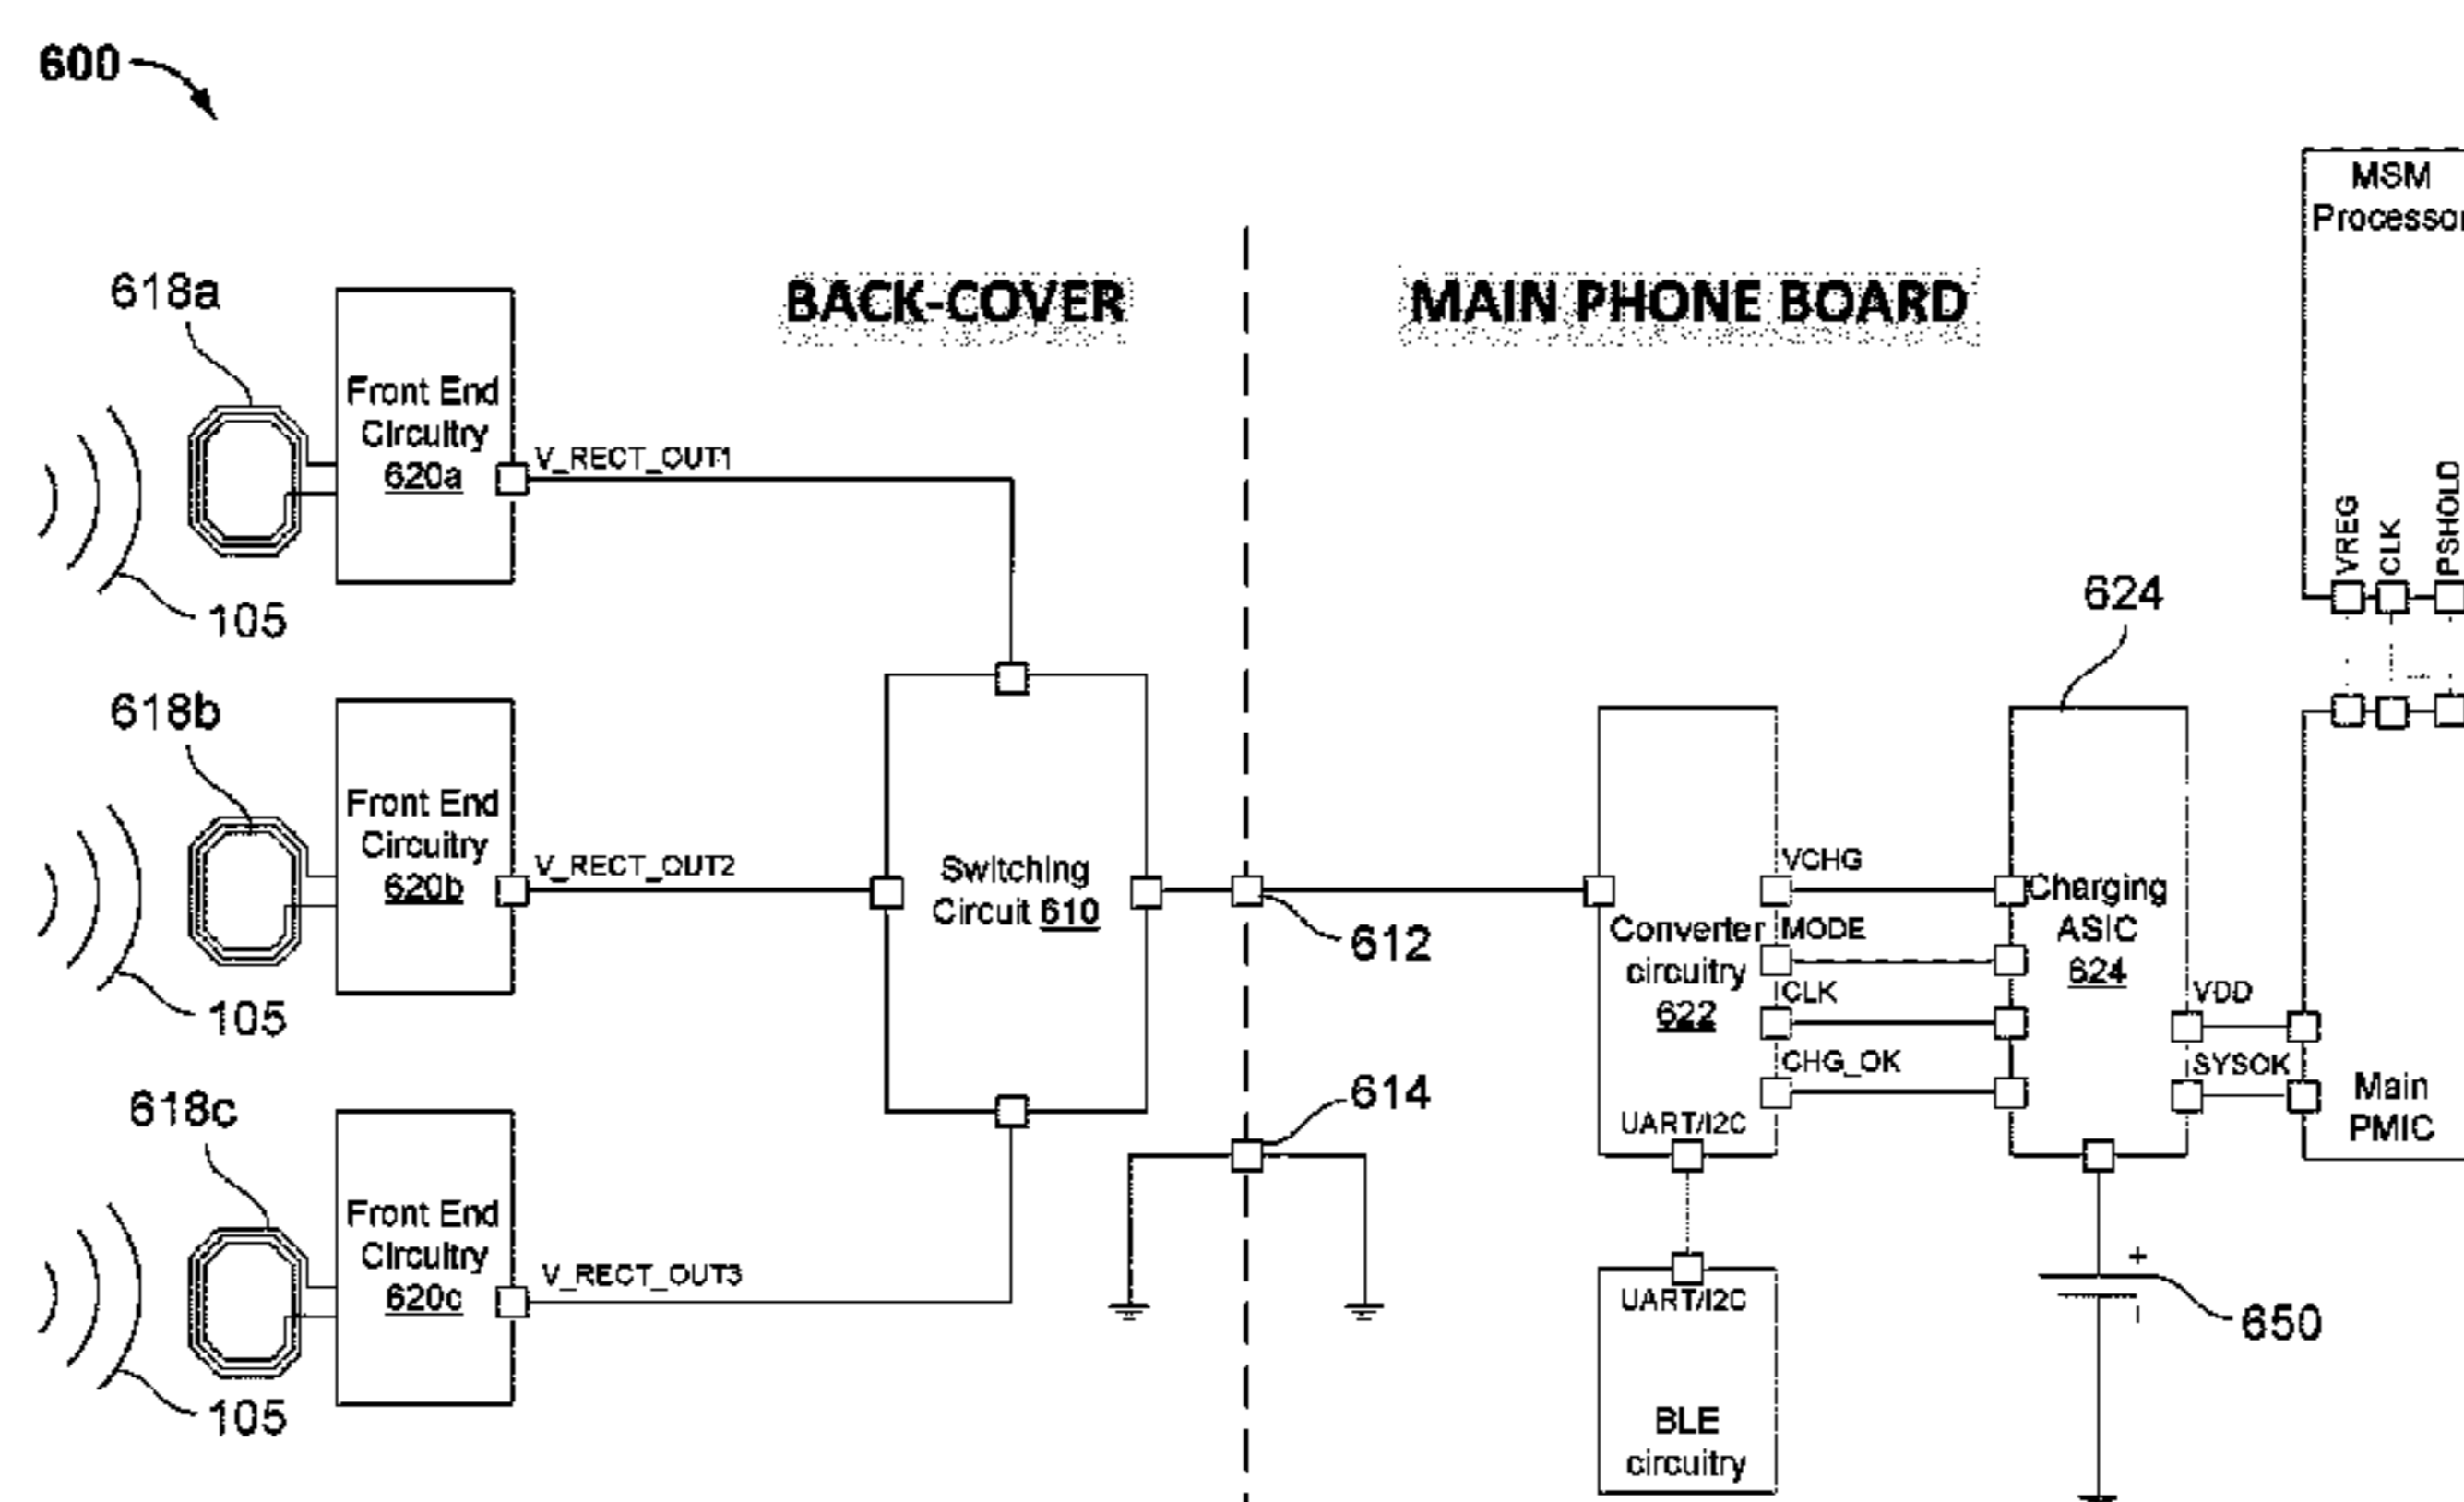 600
MSM
Processor
BACK-COVER
MAIN PHONE BOARD
618a
Front End
Circuitry
620a
V_RECT_OUT1
105
VREG
CLK
PSHOLD
624
618b
Front End
Circuitry
620b
V_RECT_OUT2
105
Switching
Circuit 610
612
Converter
circuitry
622
VCHG
MODE
CLK
CHG_OK
UART/I2C
Charging
ASIC
624
VDD
SYSOK
Main
PMIC
614
618c
Front End
Circuitry
620c
V_RECT_OUT3
105
UART/I2C
BLE
circuitry
+
650